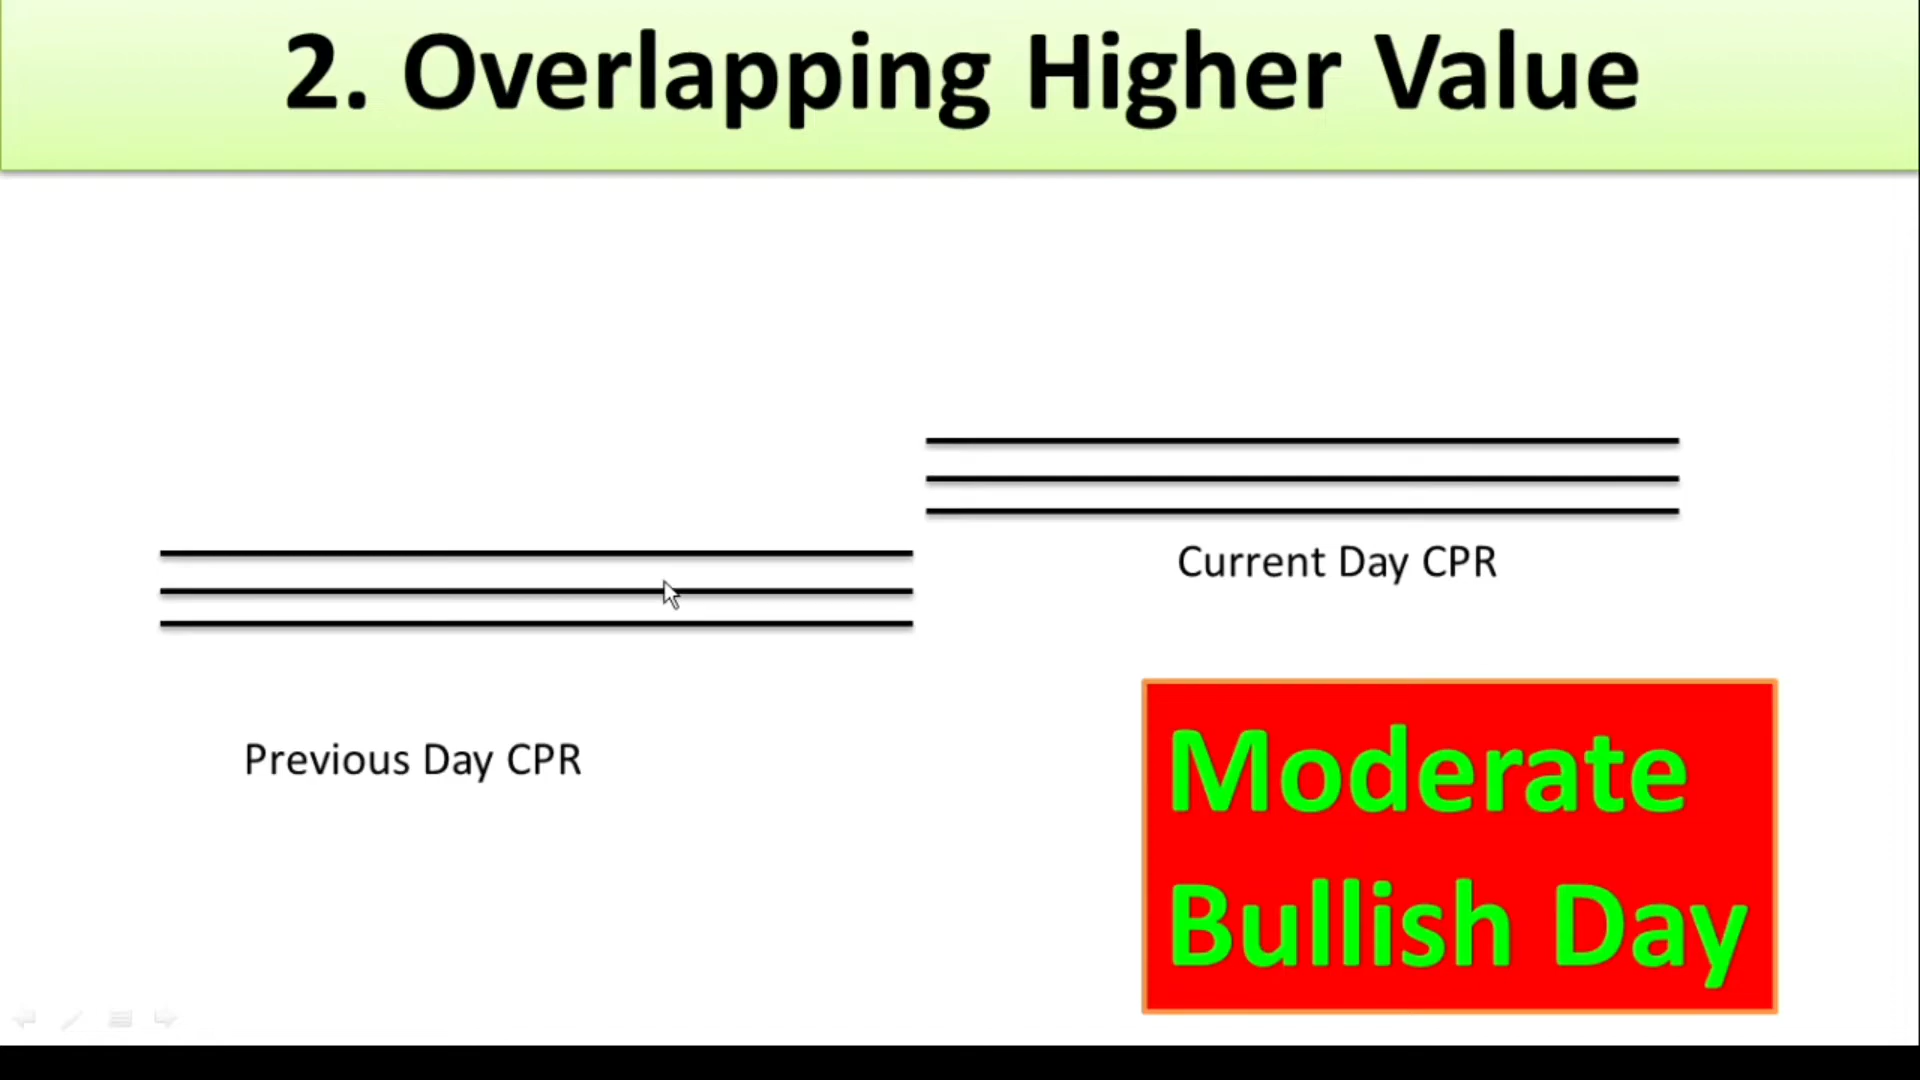 2. Overlapping Higher Value
Current Day CPR
Previous Day CPR
Moderate
Bullish Day